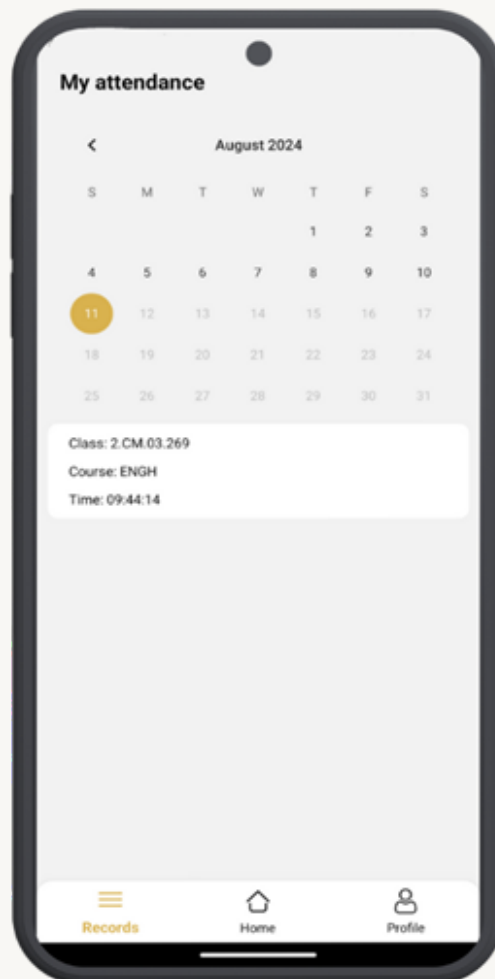 My attendance
August 2024
S M T W T F S
1 2 3
4 5 6 7 8 9 10
11 12 13 14 15 16 17
18 19 20 21 22 23 24
25 26 27 28 29 30 31
Class: 2.CM.03.269
Course: ENGH
Time: 09:44:14
Records Home Profile